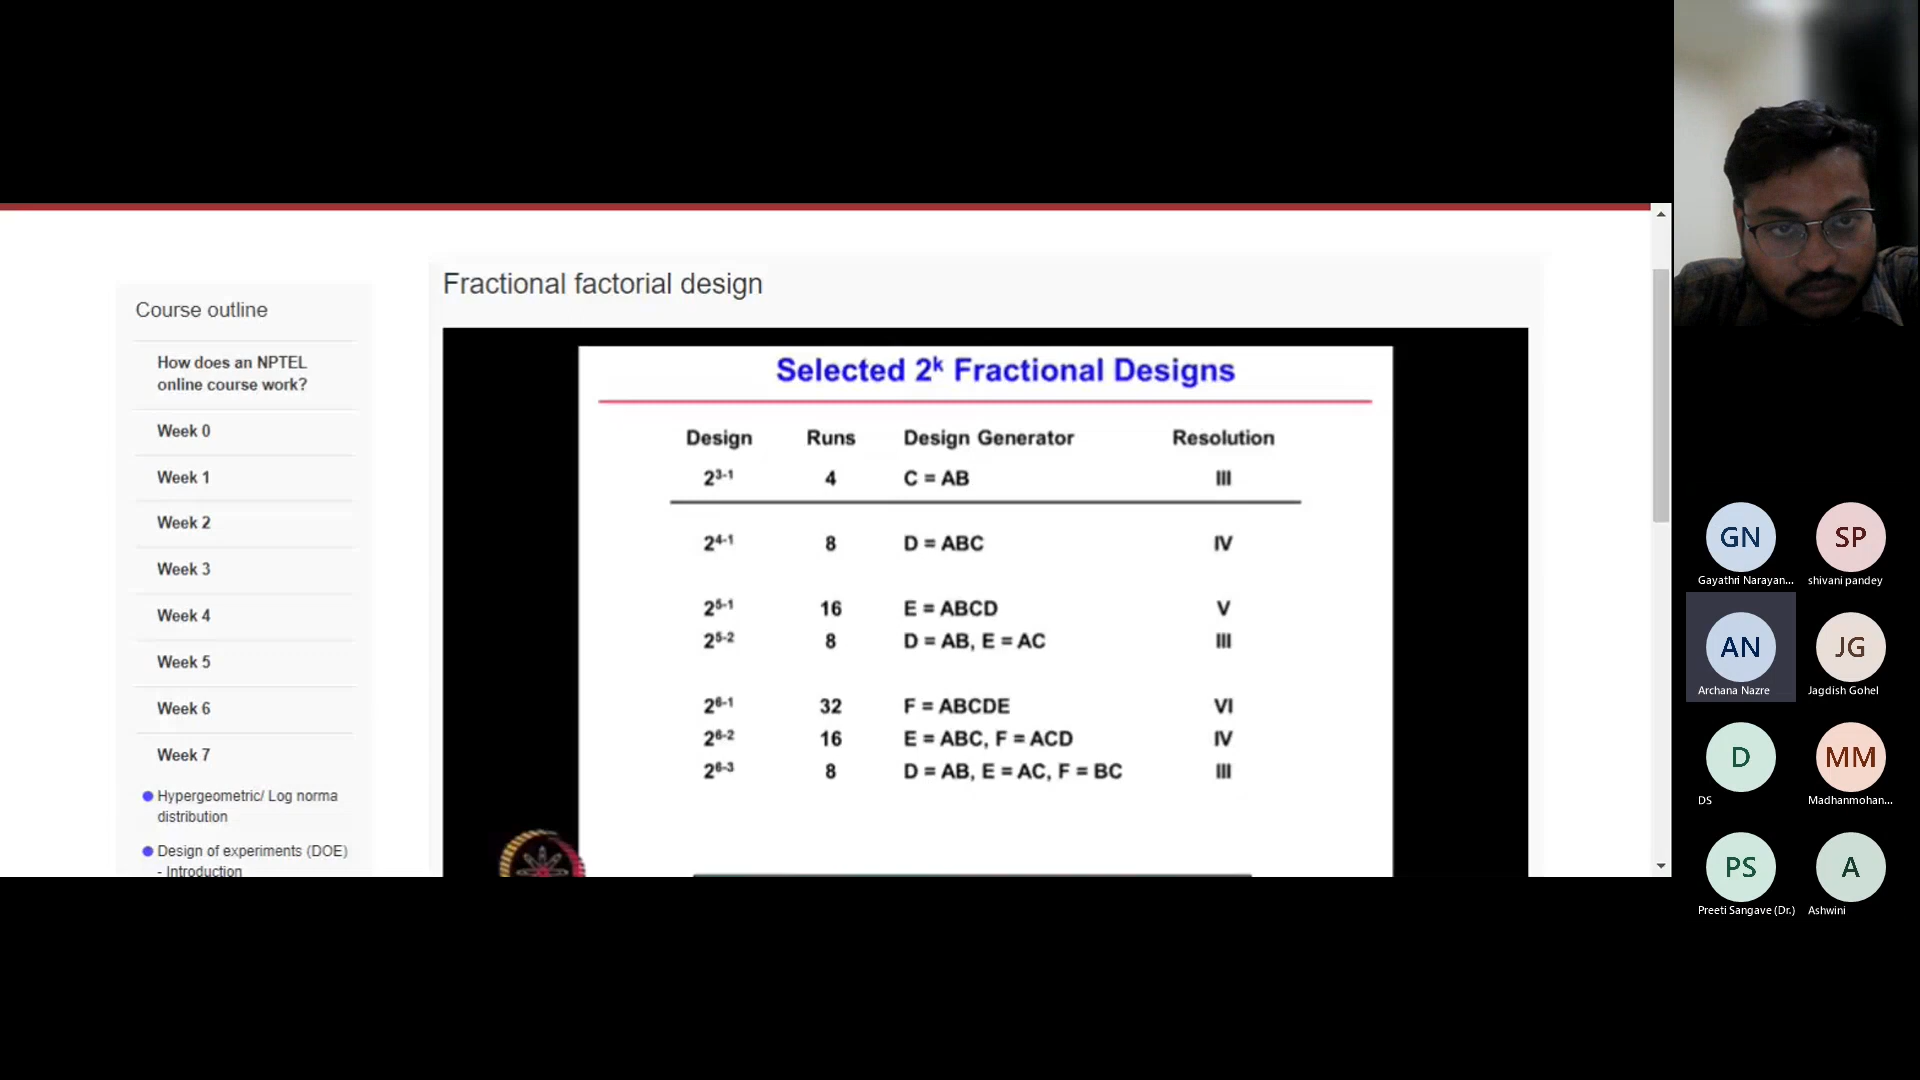 Fractional factorial design
Course outline
How does an NPTEL
online course work?
Week 0
Week 1
Week 2
Week 3
Week 4
Week 5
Week 6
Week 7
Hypergeometric/ Log norma
distribution
Design of experiments (DOE)
- Introduction
Selected 2ᵏ Fractional Designs
Design Runs Design Generator Resolution
2³⁻¹ 4 C = AB III
2⁴⁻¹ 8 D = ABC IV
2⁵⁻¹ 16 E = ABCD V
2⁵⁻² 8 D = AB, E = AC III
2⁶⁻¹ 32 F = ABCDE VI
2⁶⁻² 16 E = ABC, F = ACD IV
2⁶⁻³ 8 D = AB, E = AC, F = BC III
GN SP
Gayathri Narayan... shivani pandey
AN JG
Archana Nazre Jagdish Gohel
D MM
DS Madhanmohan...
PS A
Preeti Sangave (Dr.) Ashwini